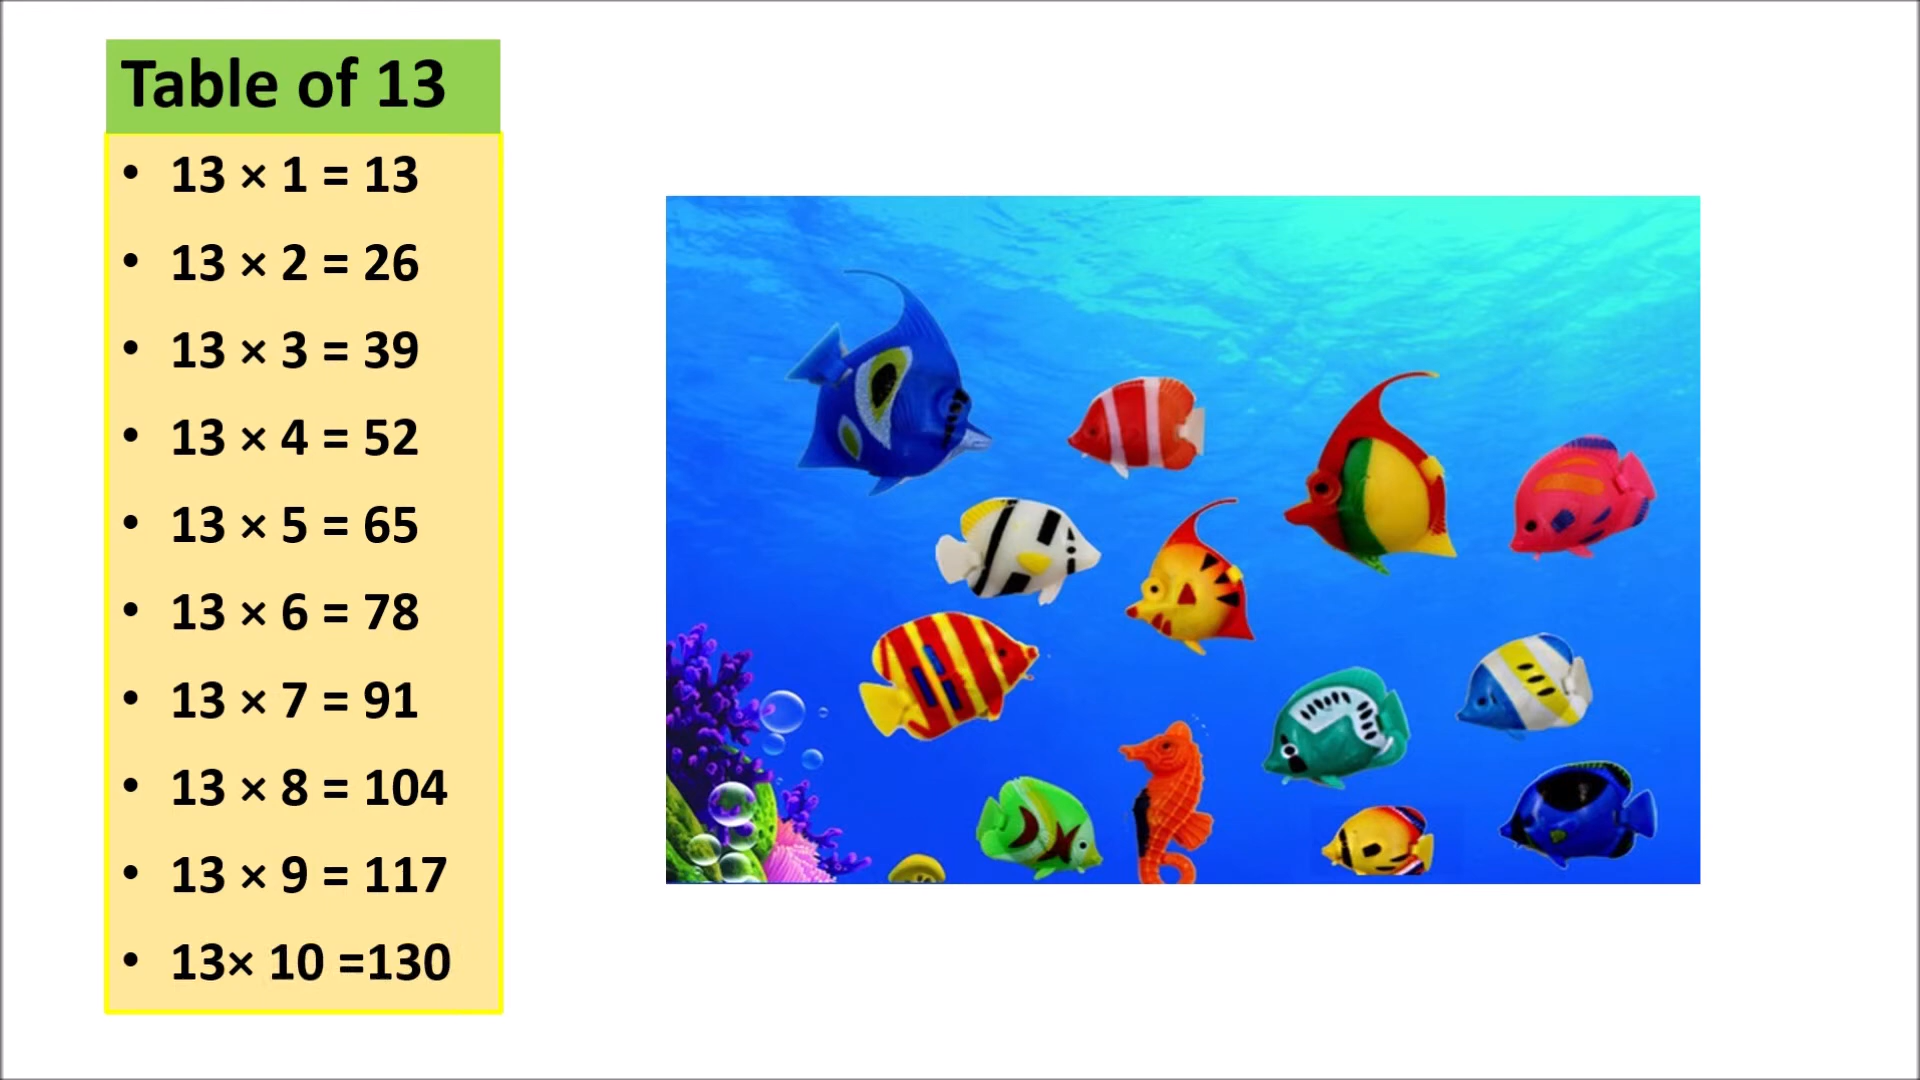 Table of 13
• 13 × 1 = 13
• 13 × 2 = 26
• 13 × 3 = 39
• 13 × 4 = 52
• 13 × 5 = 65
• 13 × 6 = 78
• 13 × 7 = 91
• 13 × 8 = 104
• 13 × 9 = 117
• 13× 10 =130